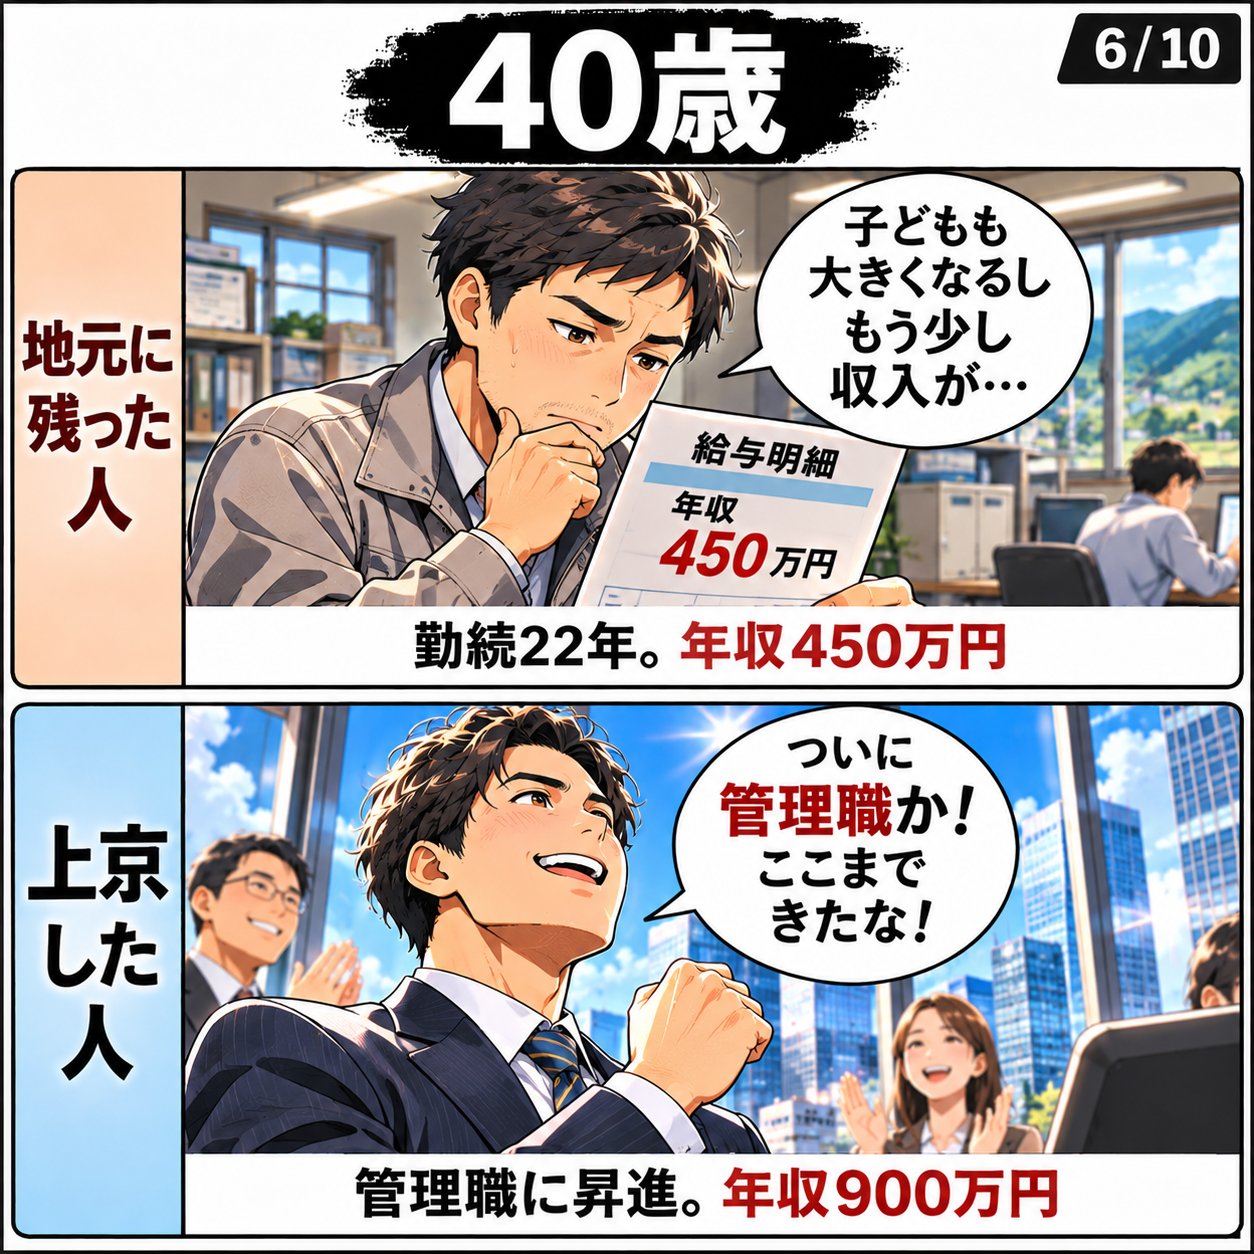 40歳
6/10
地元に
残った
人
子どもも
大きくなるし
もう少し
収入が…
給与明細
年収
450万円
勤続22年。年収450万円
上京
した
人
ついに
管理職か！
ここまで
きたな！
管理職に昇進。年収900万円